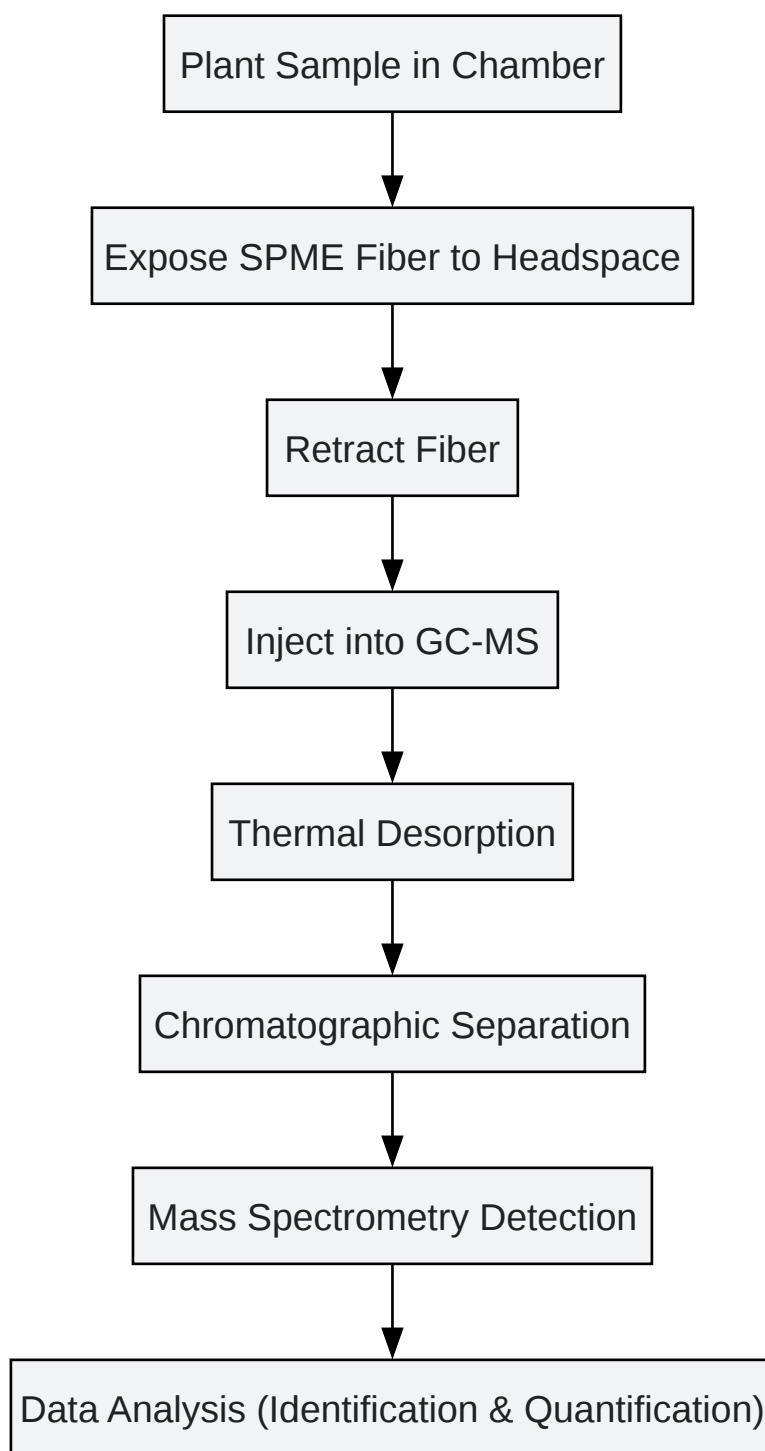 Plant Sample in Chamber
Expose SPME Fiber to Headspace
Retract Fiber
Inject into GC-MS
Thermal Desorption
Chromatographic Separation
Mass Spectrometry Detection
Data Analysis (Identification & Quantification)